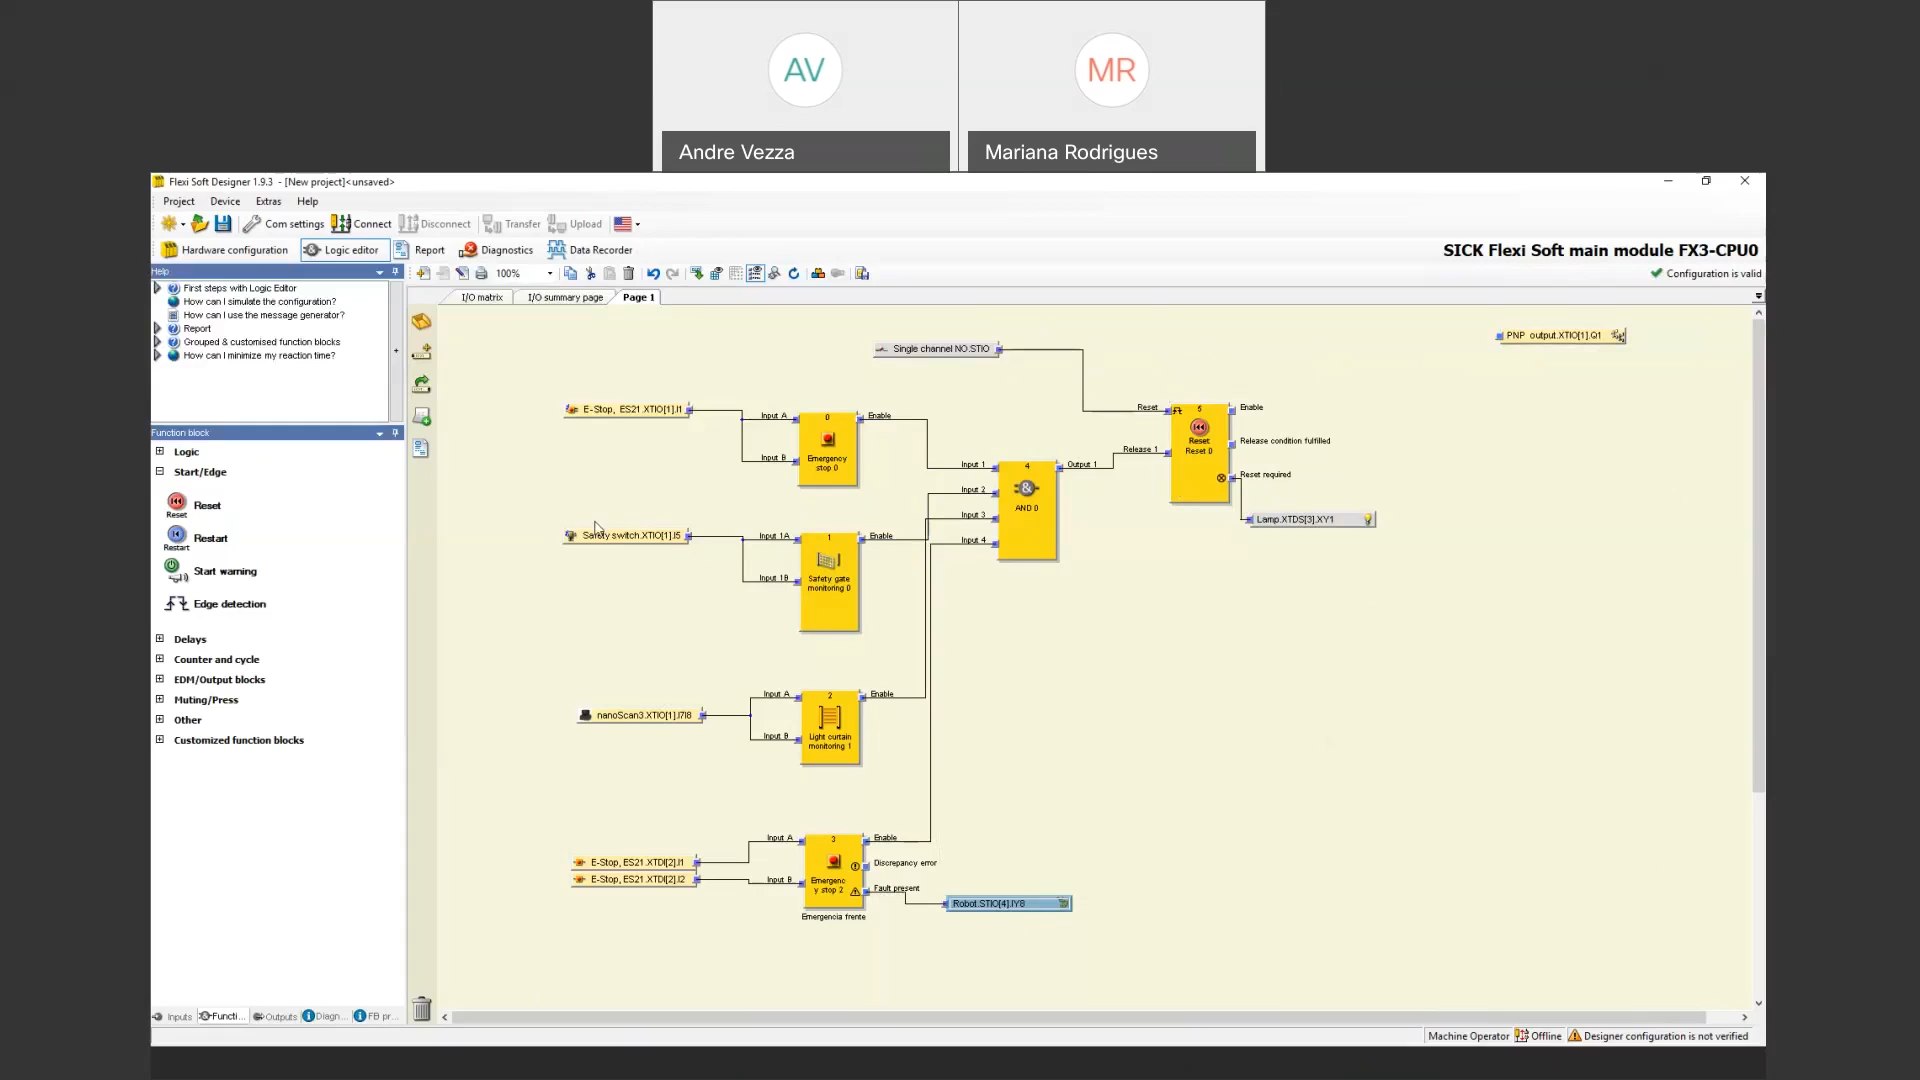 AV
MR
Andre Vezza
Mariana Rodrigues
Flexi Soft Designer 1.9.3 - [New project]<unsaved>
Project Device Extras Help
Com settings Connect Disconnect Transfer Upload
Hardware configuration Logic editor Report Diagnostics Data Recorder
SICK Flexi Soft main module FX3-CPU0
Help
100%
Configuration is valid
First steps with Logic Editor
How can I simulate the configuration?
How can I use the message generator?
Report
Grouped & customised function blocks
How can I minimize my reaction time?
I/O matrix I/O summary page Page 1
Function block
Logic
Start/Edge
Reset
Reset
Restart
Restart
Start warning
Edge detection
Delays
Counter and cycle
EDM/Output blocks
Muting/Press
Other
Customized function blocks
PNP output.XTIO[1].Q1
Single channel NO.STIO
E-Stop, ES21.XTIO[1].I1
Input A
Input B
0
Emergency
stop 0
Enable
Safety switch.XTIO[1].I5
Input 1A
Input 1B
1
Safety gate
monitoring 0
Enable
nanoScan3.XTIO[1].I7I8
Input A
Input B
2
Light curtain
monitoring 1
Enable
E-Stop, ES21.XTDI[2].I1
E-Stop, ES21.XTDI[2].I2
Input A
Input B
3
Emergenc
y stop 2
Emergencia frente
Enable
Discrepancy error
Fault present
Robot.STIO[4].IY8
Input 1
Input 2
Input 3
Input 4
4
&
AND 0
Output 1
Reset
Release 1
5
Reset
Reset 0
Enable
Release condition fulfilled
Reset required
Lamp.XTDS[3].XY1
Inputs Functi... Outputs Diagn... FB pr...
Machine Operator Offline Designer configuration is not verified